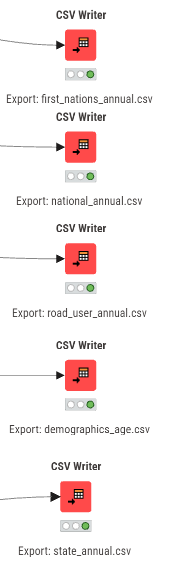 CSV Writer
Export: first_nations_annual.csv
CSV Writer
Export: national_annual.csv
CSV Writer
Export: road_user_annual.csv
CSV Writer
Export: demographics_age.csv
CSV Writer
Export: state_annual.csv